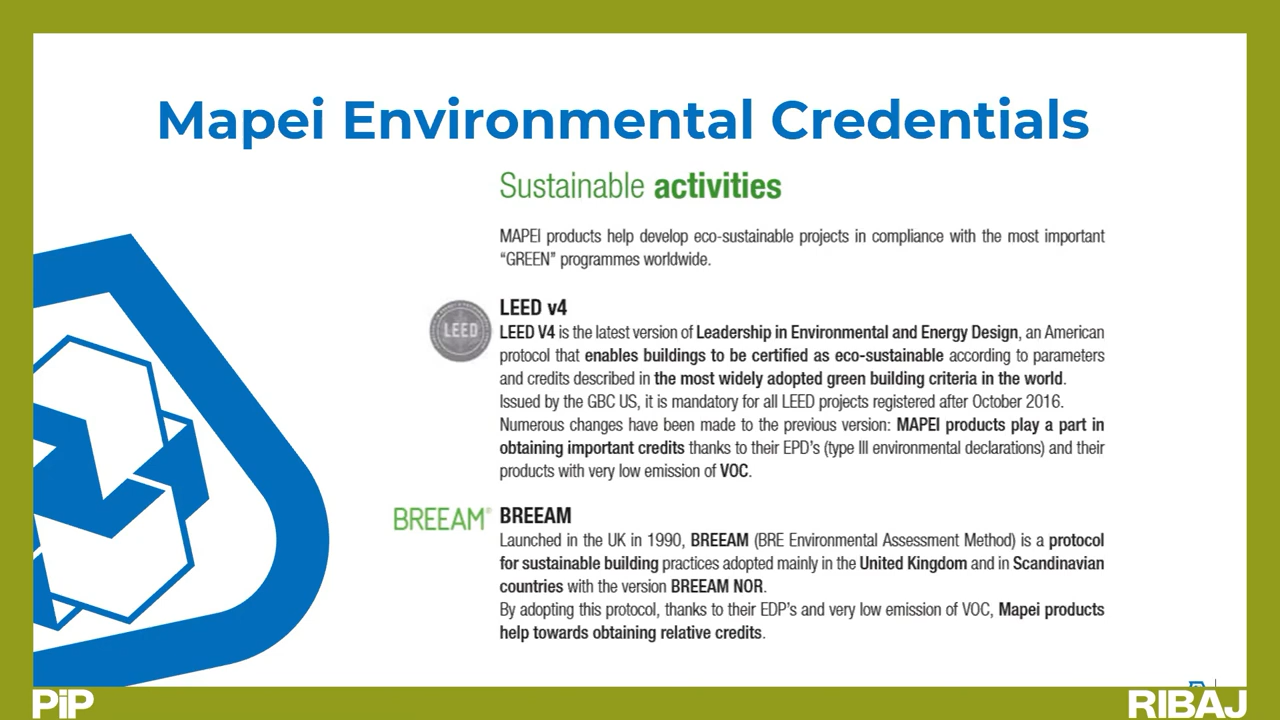 Mapei Environmental Credentials
Sustainable activities
MAPEI products help develop eco-sustainable projects in compliance with the most important
“GREEN” programmes worldwide.
LEED v4
LEED
LEED V4 is the latest version of Leadership in Environmental and Energy Design, an American
protocol that enables buildings to be certified as eco-sustainable according to parameters
and credits described in the most widely adopted green building criteria in the world.
Issued by the GBC US, it is mandatory for all LEED projects registered after October 2016.
Numerous changes have been made to the previous version: MAPEI products play a part in
obtaining important credits thanks to their EPD’s (type III environmental declarations) and their
products with very low emission of VOC.
BREEAM® BREEAM
Launched in the UK in 1990, BREEAM (BRE Environmental Assessment Method) is a protocol
for sustainable building practices adopted mainly in the United Kingdom and in Scandinavian
countries with the version BREEAM NOR.
By adopting this protocol, thanks to their EDP’s and very low emission of VOC, Mapei products
help towards obtaining relative credits.
PiP
RIBAJ